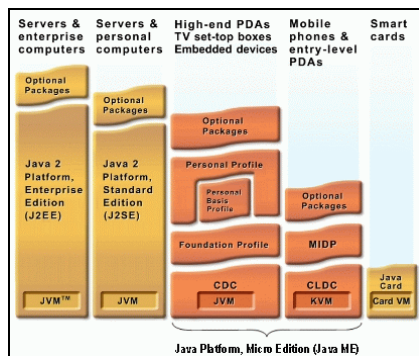 Servers &
enterprise
computers
Servers &
personal
computers
High-end PDAs
TV set-top boxes
Embedded devices
Mobile
phones &
entry-level
PDAs
Smart
cards
Optional
Packages
Java 2
Platform,
Enterprise
Edition
(J2EE)
JVM™
Optional
Packages
Java 2
Platform,
Standard
Edition
(J2SE)
JVM
Optional
Packages
Personal Profile
Personal
Basis
Profile
Foundation Profile
CDC
JVM
Optional
Packages
MIDP
CLDC
KVM
Java
Card
Card VM
Java Platform, Micro Edition (Java ME)